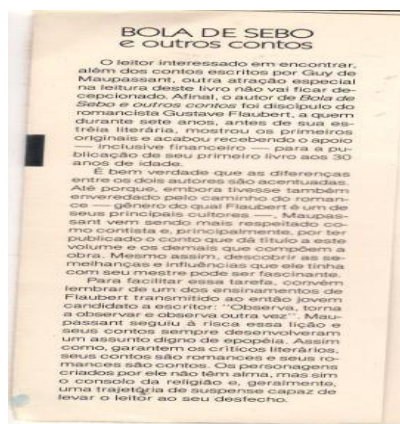 BOLA DE SEBO
e outros contos
O leitor interessado em encontrar,
além dos contos escritos por Guy de
Maupassant, outra atração especial
na leitura deste livro não vai ficar de-
cepcionado. Afinal, o autor de Bola de
Sebo e outros contos foi discípulo do
romancista Gustave Flaubert, a quem
durante sete anos, antes de sua es-
tréia literária, mostrou os primeiros
originais e acabou recebendo o apoio
— inclusive financeiro — para a pu-
blicação de seu primeiro livro aos 30
anos de idade.
É bem verdade que as diferenças
entre os dois autores são acentuadas.
Até porque, embora tivesse também
enveredado pelo caminho do roman-
ce — gênero do qual Flaubert é um de
seus principais cultores —, Maupas-
sant vem sendo mais respeitado co-
mo contista e, principalmente, por ter
publicado o conto que dá título a este
volume e os demais que compõem a
obra. Mesmo assim, descobrir as se-
melhanças e influências que ele tinha
com seu mestre pode ser fascinante.
Para facilitar essa tarefa, convém
lembrar de um dos ensinamentos de
Flaubert transmitido ao então jovem
candidato a escritor: "Observa, torna
a observar e observa outra vez". Mau-
passant seguiu à risca essa lição e
seus contos sempre desenvolveram
um assunto digno de epopéia. Assim
como, garantem os críticos literários,
seus contos são romances e seus ro-
mances são contos. Os personagens
criados por ele não têm alma, mas sim
o consolo da religião e, geralmente,
uma trajetória de suspense capaz de
levar o leitor ao seu desfecho.